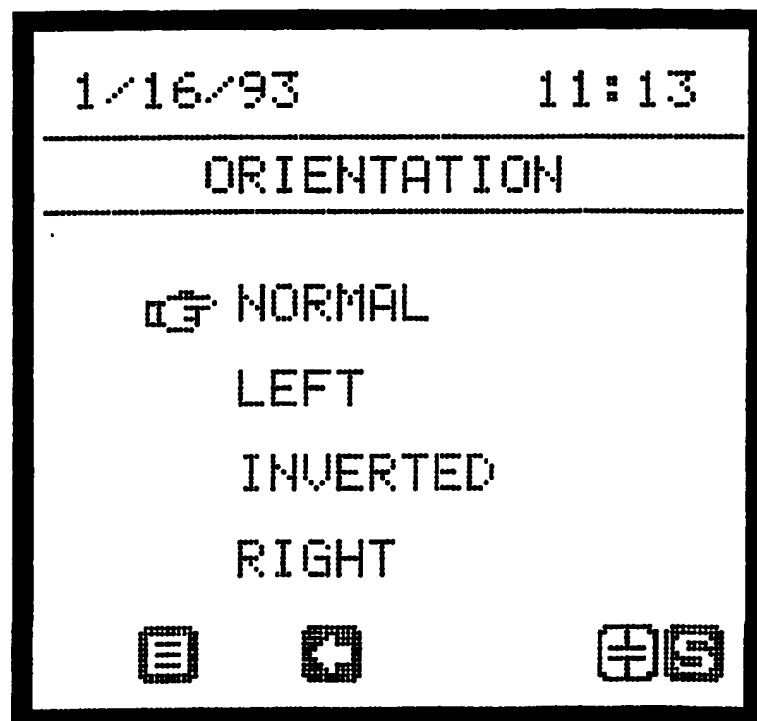 1/16/93 11:13
ORIENTATION
NORMAL
LEFT
INVERTED
RIGHT
S